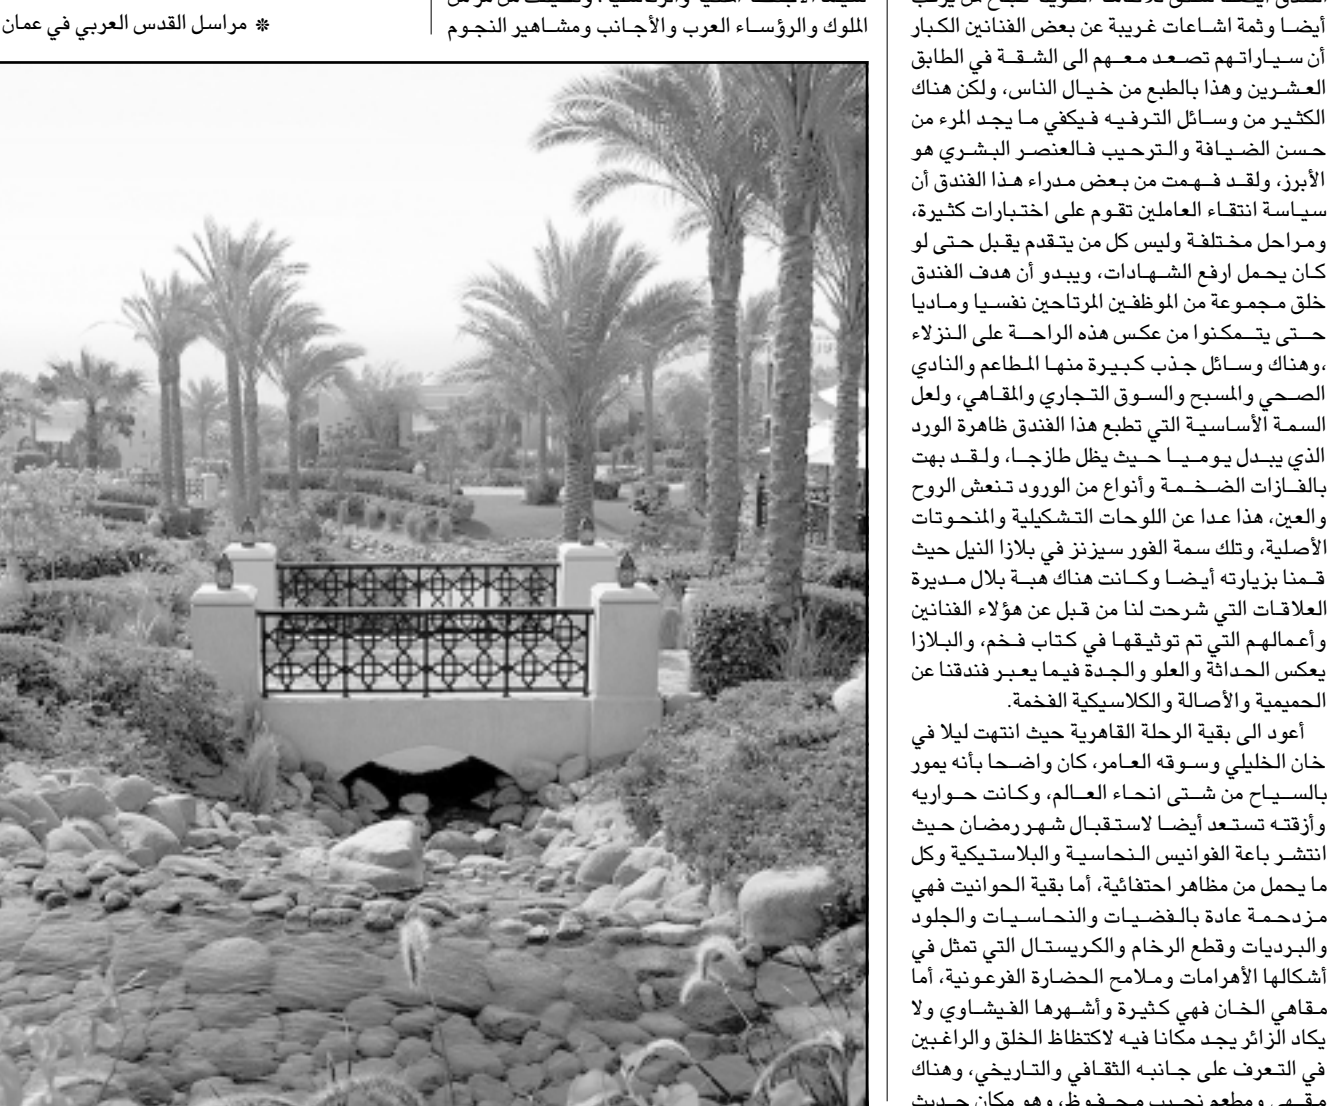 أيضا وثمة اشاعات غريبة عن بعض الفنانين الكبار
أن سياراتهم تصعد معهم الى الشقة في الطابق
العشرين وهذا بالطبع من خيال الناس، ولكن هناك
الكثير من وسائل الترفيه فيكفي ما يجد المرء من
حسن الضيافة والترحيب فالعنصر البشري هو
الأبرز، ولقد فهمت من بعض مدراء هذا الفندق أن
سياسة انتقاء العاملين تقوم على اختبارات كثيرة،
ومراحل مختلفة وليس كل من يتقدم يقبل حتى لو
كان يحمل ارفع الشهادات، ويبدو أن هدف الفندق
خلق مجموعة من الموظفين المرتاحين نفسيا وماديا
حتى يتمكنوا من عكس هذه الراحة على النزلاء
،وهناك وسائل جذب كبيرة منها المطاعم والنادي
الصحي والمسبح والسوق التجاري والمقاهي، ولعل
السمة الأساسية التي تطبع هذا الفندق ظاهرة الورد
الذي يبدل يوميا حيث يظل طازجا، ولقد بهت
بالفازات الضخمة وأنواع من الورود تنعش الروح
والعين، هذا عدا عن اللوحات التشكيلية والمنحوتات
الأصلية، وتلك سمة الفور سيزنز في بلازا النيل حيث
قمنا بزيارته أيضا وكانت هناك هبة بلال مديرة
العلاقات التي شرحت لنا من قبل عن هؤلاء الفنانين
وأعمالهم التي تم توثيقها في كتاب فخم، والبلازا
يعكس الحداثة والعلو والجدة فيما يعبر فندقنا عن
الحميمية والأصالة والكلاسيكية الفخمة.
أعود الى بقية الرحلة القاهرية حيث انتهت ليلا في
خان الخليلي وسوقه العامر، كان واضحا بأنه يمور
بالسياح من شتى انحاء العالم، وكانت حواريه
وأزقته تستعد أيضا لاستقبال شهر رمضان حيث
انتشر باعة الفوانيس النحاسية والبلاستيكية وكل
ما يحمل من مظاهر احتفائية، أما بقية الحوانيت فهي
مزدحمة عادة بالفضيات والنحاسيات والجلود
والبرديات وقطع الرخام والكريستال التي تمثل في
أشكالها الأهرامات وملامح الحضارة الفرعونية، أما
مقاهي الخان فهي كثيرة وأشهرها الفيشاوي ولا
يكاد الزائر يجد مكانا فيه لاكتظاظ الخلق والراغبين
في التعرف على جانبه الثقافي والتاريخي، وهناك
مقهى ومطعم نجيب محفوظ، وهو مكان حديث
الملوك والرؤساء العرب والأجانب ومشاهير النجوم
* مراسل القدس العربي في عمان